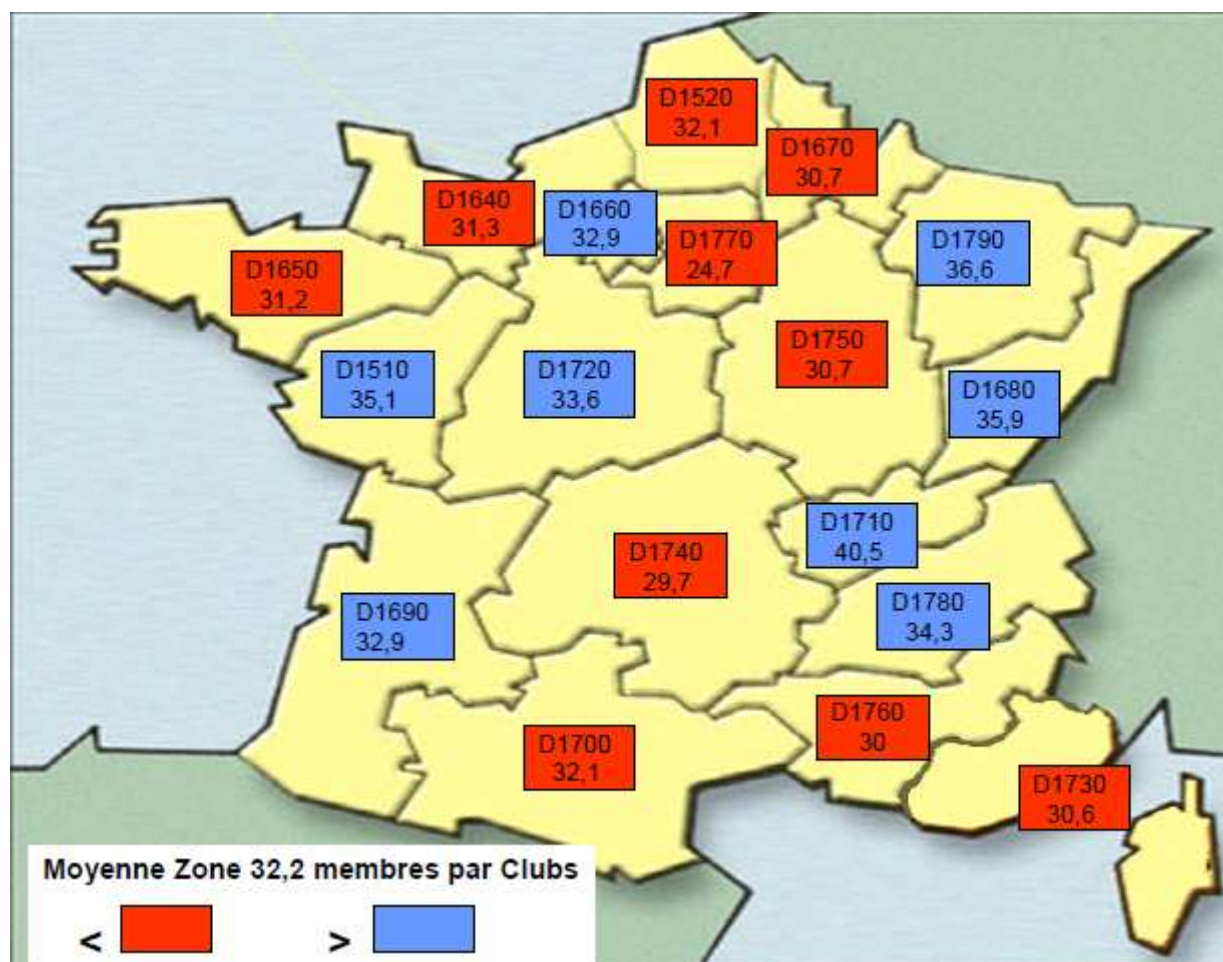 D1520
32,1
D1670
30,7
D1640
31,3
D1660
32,9
D1770
24,7
D1790
36,6
D1650
31,2
D1750
30,7
D1510
35,1
D1720
33,6
D1680
35,9
D1710
40,5
D1740
29,7
D1780
34,3
D1690
32,9
D1760
30
D1700
32,1
D1730
30,6
Moyenne Zone 32,2 membres par Clubs
< >